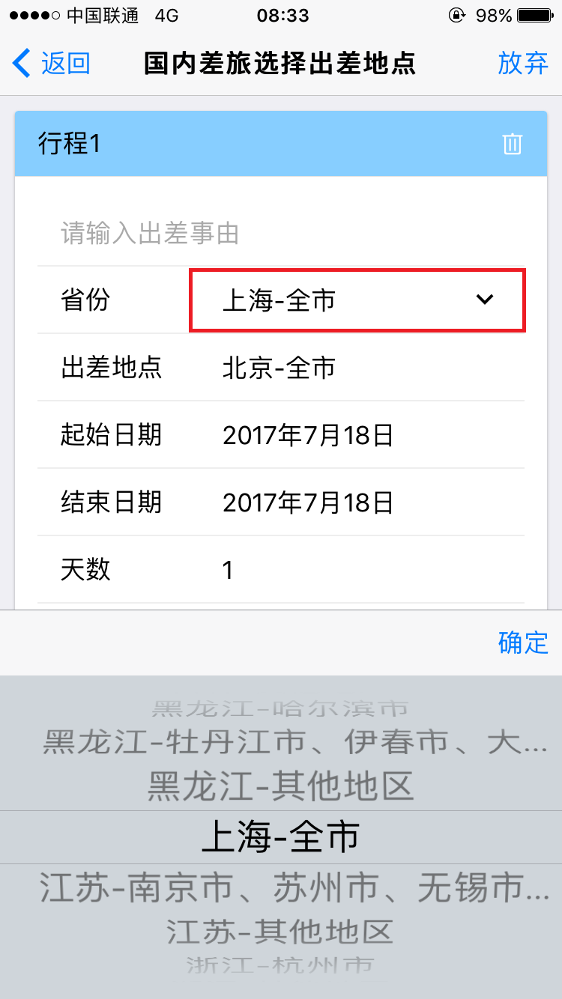 中国联通 4G 08:33 98%
返回 国内差旅选择出差地点 放弃
行程1
请输入出差事由
省份 上海-全市
出差地点 北京-全市
起始日期 2017年7月18日
结束日期 2017年7月18日
天数 1
确定
黑龙江-哈尔滨市
黑龙江-牡丹江市、伊春市、大...
黑龙江-其他地区
上海-全市
江苏-南京市、苏州市、无锡市...
江苏-其他地区
浙江-杭州市